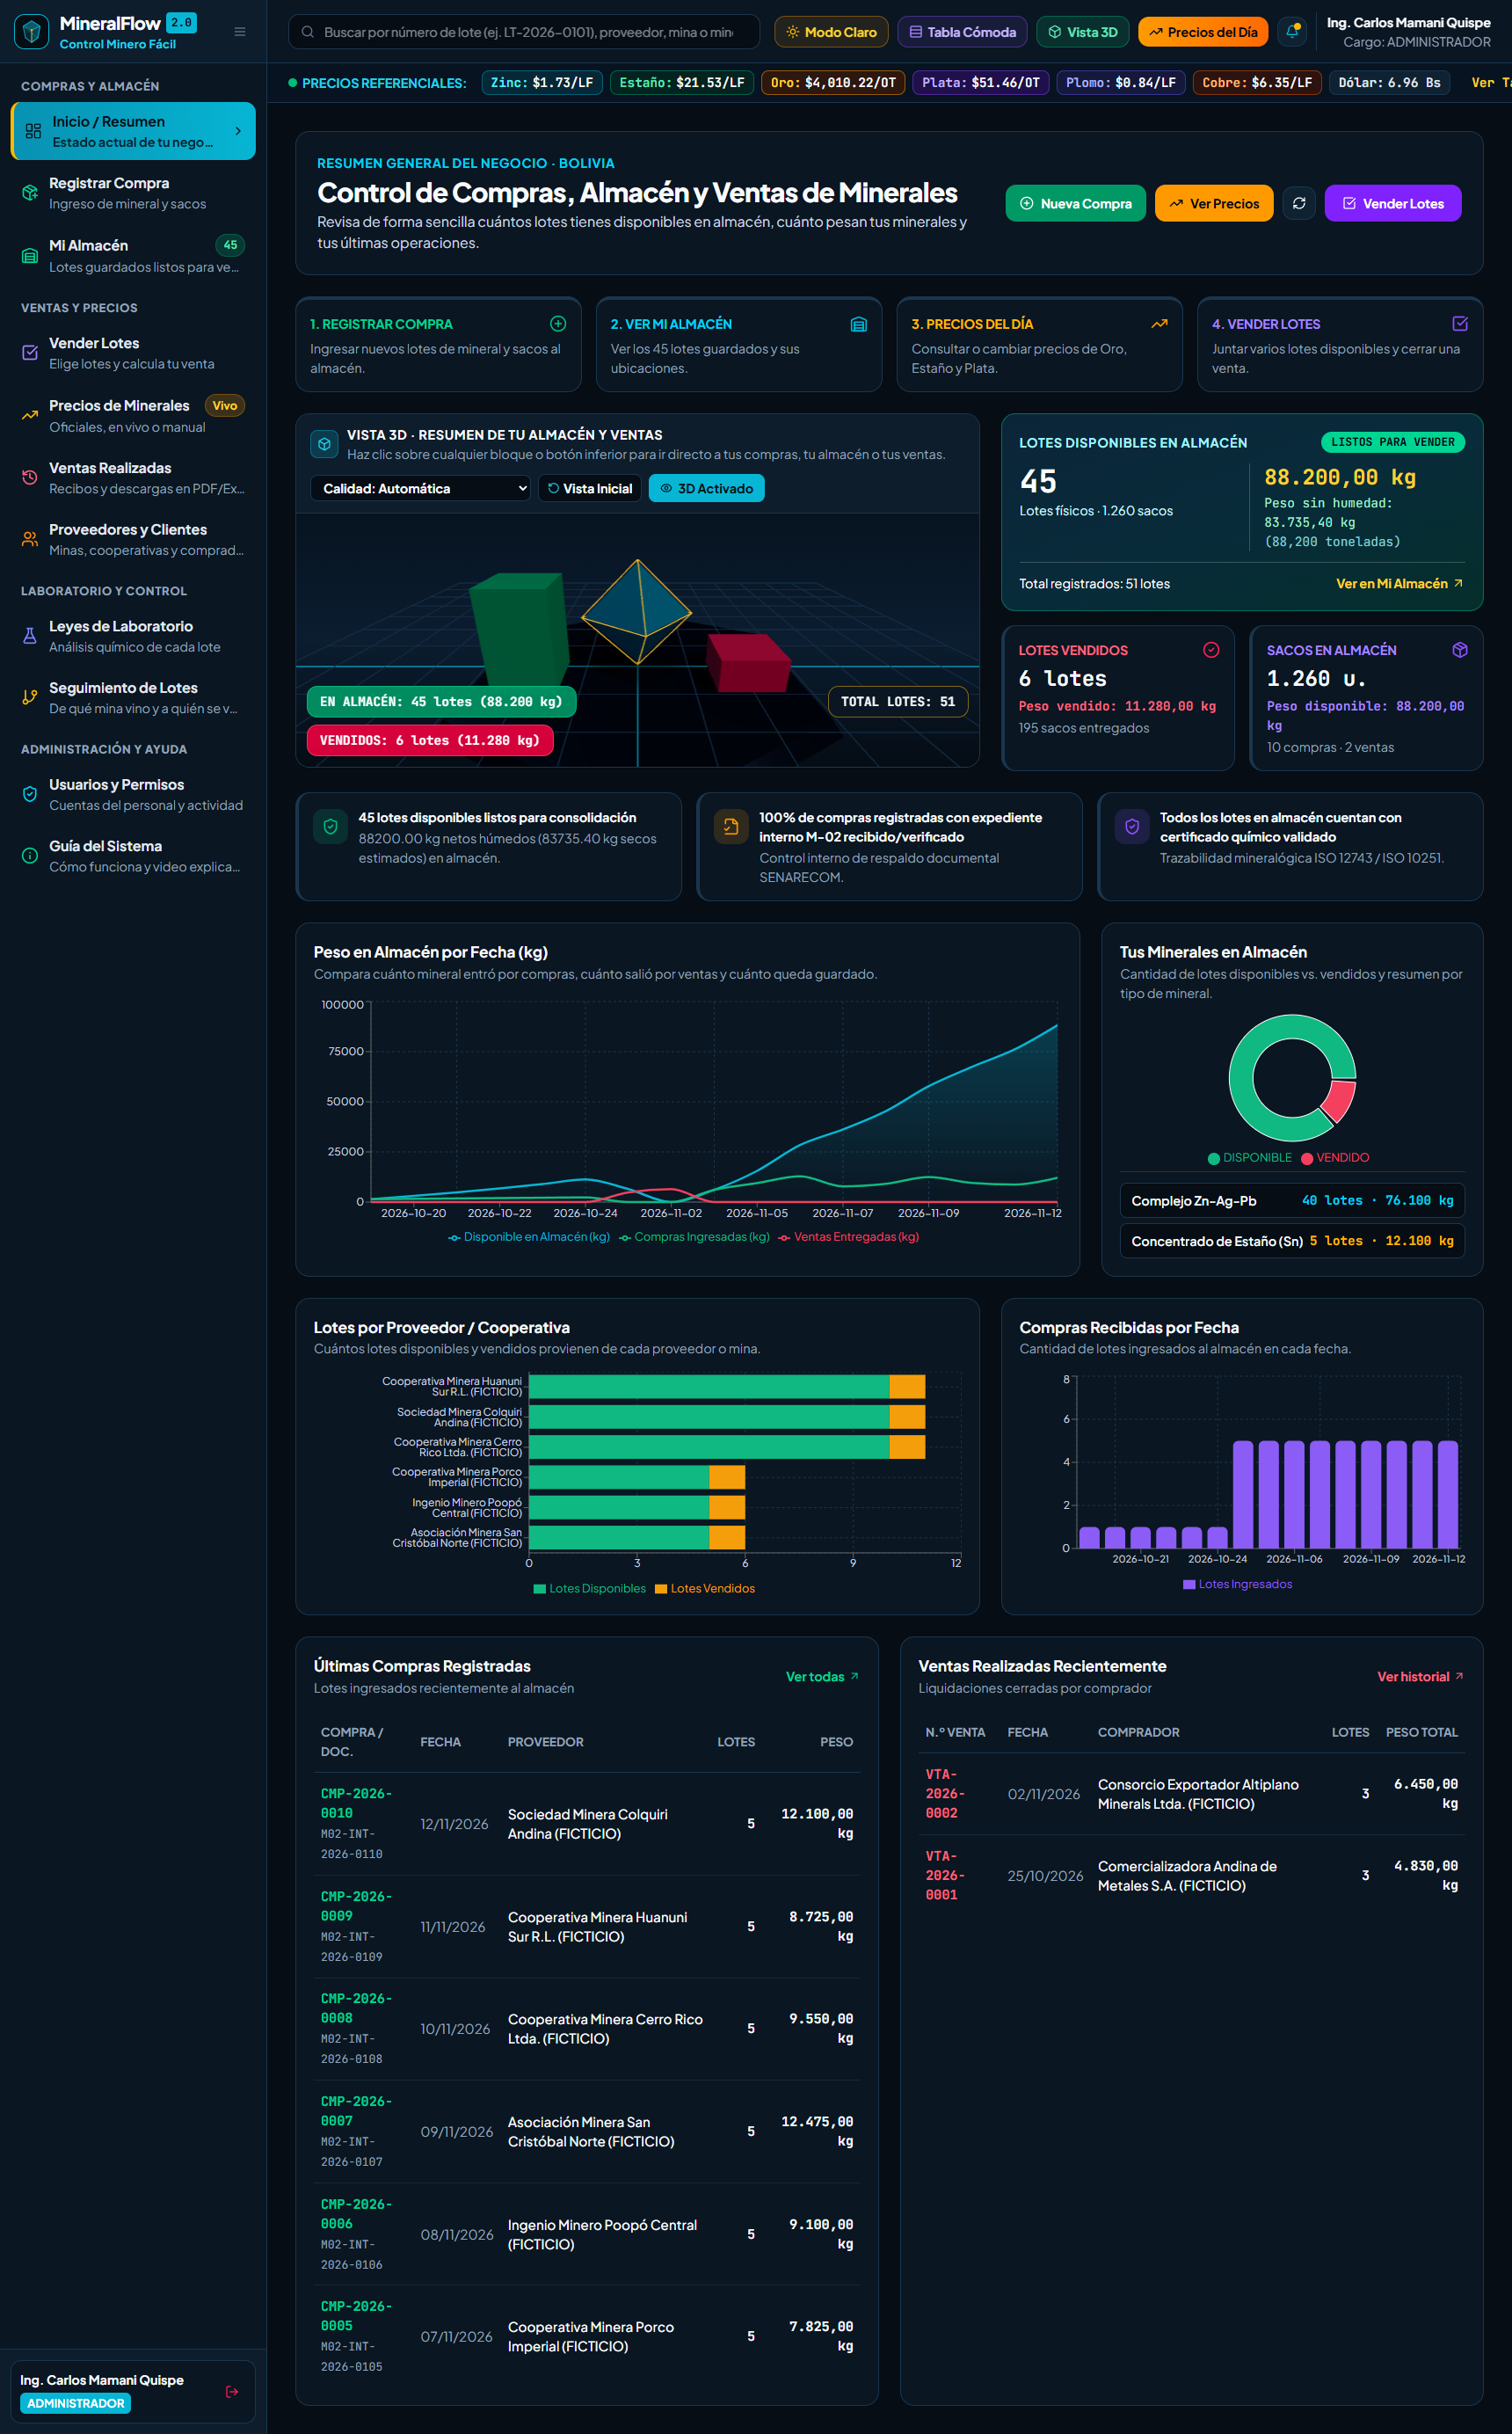 MineralFlow 2.0
Control Minero Fácil
COMPRAS Y ALMACÉN
Inicio / Resumen
Estado actual de tu nego...
Registrar Compra
Ingreso de mineral y sacos
Mi Almacén 45
Lotes guardados listos para ve...
VENTAS Y PRECIOS
Vender Lotes
Elige lotes y calcula tu venta
Precios de Minerales Vivo
Oficiales, en vivo o manual
Ventas Realizadas
Recibos y descargas en PDF/Ex...
Proveedores y Clientes
Minas, cooperativas y comprad...
LABORATORIO Y CONTROL
Leyes de Laboratorio
Análisis químico de cada lote
Seguimiento de Lotes
De qué mina vino y a quién se v...
ADMINISTRACIÓN Y AYUDA
Usuarios y Permisos
Cuentas del personal y actividad
Guía del Sistema
Cómo funciona y video explica...
Ing. Carlos Mamani Quispe
ADMINISTRADOR
Buscar por número de lote (ej. LT-2026-0101), proveedor, mina o min
Modo Claro
Tabla Cómoda
Vista 3D
Precios del Día
Ing. Carlos Mamani Quispe
Cargo: ADMINISTRADOR
PRECIOS REFERENCIALES: Zinc: $1.73/LF Estaño: $21.53/LF Oro: $4,010.22/OT Plata: $51.46/OT Plomo: $0.84/LF Cobre: $6.35/LF Dólar: 6.96 Bs Ver T
RESUMEN GENERAL DEL NEGOCIO · BOLIVIA
Control de Compras, Almacén y Ventas de Minerales
Revisa de forma sencilla cuántos lotes tienes disponibles en almacén, cuánto pesan tus minerales y
tus últimas operaciones.
Nueva Compra
Ver Precios
Vender Lotes
1. REGISTRAR COMPRA
Ingresar nuevos lotes de mineral y sacos al
almacén.
2. VER MI ALMACÉN
Ver los 45 lotes guardados y sus
ubicaciones.
3. PRECIOS DEL DÍA
Consultar o cambiar precios de Oro,
Estaño y Plata.
4. VENDER LOTES
Juntar varios lotes disponibles y cerrar una
venta.
VISTA 3D · RESUMEN DE TU ALMACÉN Y VENTAS
Haz clic sobre cualquier bloque o botón inferior para ir directo a tus compras, tu almacén o tus ventas.
Calidad: Automática
Vista Inicial
3D Activado
EN ALMACÉN: 45 lotes (88.200 kg)
TOTAL LOTES: 51
VENDIDOS: 6 lotes (11.280 kg)
LOTES DISPONIBLES EN ALMACÉN
LISTOS PARA VENDER
45
Lotes físicos · 1.260 sacos
88.200,00 kg
Peso sin humedad:
83.735,40 kg
(88,200 toneladas)
Total registrados: 51 lotes
Ver en Mi Almacén
LOTES VENDIDOS
6 lotes
Peso vendido: 11.280,00 kg
195 sacos entregados
SACOS EN ALMACÉN
1.260 u.
Peso disponible: 88.200,00
kg
10 compras · 2 ventas
45 lotes disponibles listos para consolidación
88200.00 kg netos húmedos (83735.40 kg secos
estimados) en almacén.
100% de compras registradas con expediente
interno M-02 recibido/verificado
Control interno de respaldo documental
SENARECOM.
Todos los lotes en almacén cuentan con
certificado químico validado
Trazabilidad mineralógica ISO 12743 / ISO 10251.
Peso en Almacén por Fecha (kg)
Compara cuánto mineral entró por compras, cuánto salió por ventas y cuánto queda guardado.
100000
75000
50000
25000
0
2026-10-20 2026-10-22 2026-10-24 2026-11-02 2026-11-05 2026-11-07 2026-11-09 2026-11-12
Disponible en Almacén (kg) Compras Ingresadas (kg) Ventas Entregadas (kg)
Tus Minerales en Almacén
Cantidad de lotes disponibles vs. vendidos y resumen por
tipo de mineral.
DISPONIBLE VENDIDO
Complejo Zn-Ag-Pb 40 lotes · 76.100 kg
Concentrado de Estaño (Sn) 5 lotes · 12.100 kg
Lotes por Proveedor / Cooperativa
Cuántos lotes disponibles y vendidos provienen de cada proveedor o mina.
Cooperativa Minera Huanuni
Sur R.L. (FICTICIO)
Sociedad Minera Colquiri
Andina (FICTICIO)
Cooperativa Minera Cerro
Rico Ltda. (FICTICIO)
Cooperativa Minera Porco
Imperial (FICTICIO)
Ingenio Minero Poopó
Central (FICTICIO)
Asociación Minera San
Cristóbal Norte (FICTICIO)
0 3 6 9 12
Lotes Disponibles Lotes Vendidos
Compras Recibidas por Fecha
Cantidad de lotes ingresados al almacén en cada fecha.
8
6
4
2
0
2026-10-21 2026-10-24 2026-11-06 2026-11-09 2026-11-12
Lotes Ingresados
Últimas Compras Registradas
Lotes ingresados recientemente al almacén
Ver todas
COMPRA /
DOC.
FECHA PROVEEDOR LOTES PESO
CMP-2026-
0010
M02-INT-
2026-0110
12/11/2026
Sociedad Minera Colquiri
Andina (FICTICIO)
5
12.100,00
kg
CMP-2026-
0009
M02-INT-
2026-0109
11/11/2026
Cooperativa Minera Huanuni
Sur R.L. (FICTICIO)
5
8.725,00
kg
CMP-2026-
0008
M02-INT-
2026-0108
10/11/2026
Cooperativa Minera Cerro Rico
Ltda. (FICTICIO)
5
9.550,00
kg
CMP-2026-
0007
M02-INT-
2026-0107
09/11/2026
Asociación Minera San
Cristóbal Norte (FICTICIO)
5
12.475,00
kg
CMP-2026-
0006
M02-INT-
2026-0106
08/11/2026
Ingenio Minero Poopó Central
(FICTICIO)
5
9.100,00
kg
CMP-2026-
0005
M02-INT-
2026-0105
07/11/2026
Cooperativa Minera Porco
Imperial (FICTICIO)
5
7.825,00
kg
Ventas Realizadas Recientemente
Liquidaciones cerradas por comprador
Ver historial
N.º VENTA FECHA COMPRADOR LOTES PESO TOTAL
VTA-
2026-
0002
02/11/2026
Consorcio Exportador Altiplano
Minerals Ltda. (FICTICIO)
3
6.450,00
kg
VTA-
2026-
0001
25/10/2026
Comercializadora Andina de
Metales S.A. (FICTICIO)
3
4.830,00
kg